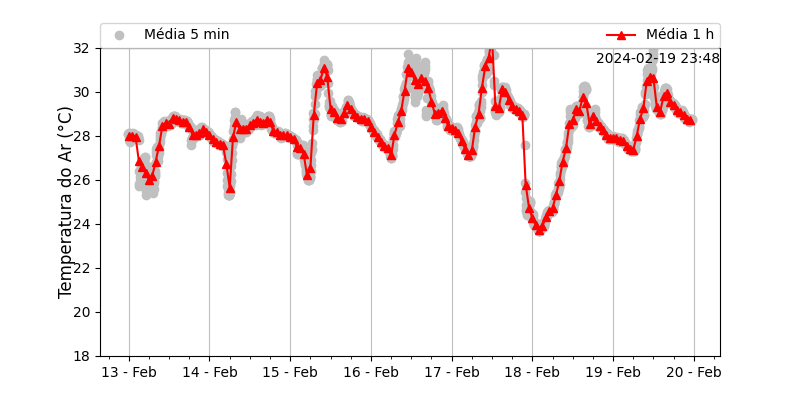 Média 5 min
Média 1 h
2024-02-19 23:48
Temperatura do Ar (°C)
32
30
28
26
24
22
20
18
13 - Feb
14 - Feb
15 - Feb
16 - Feb
17 - Feb
18 - Feb
19 - Feb
20 - Feb